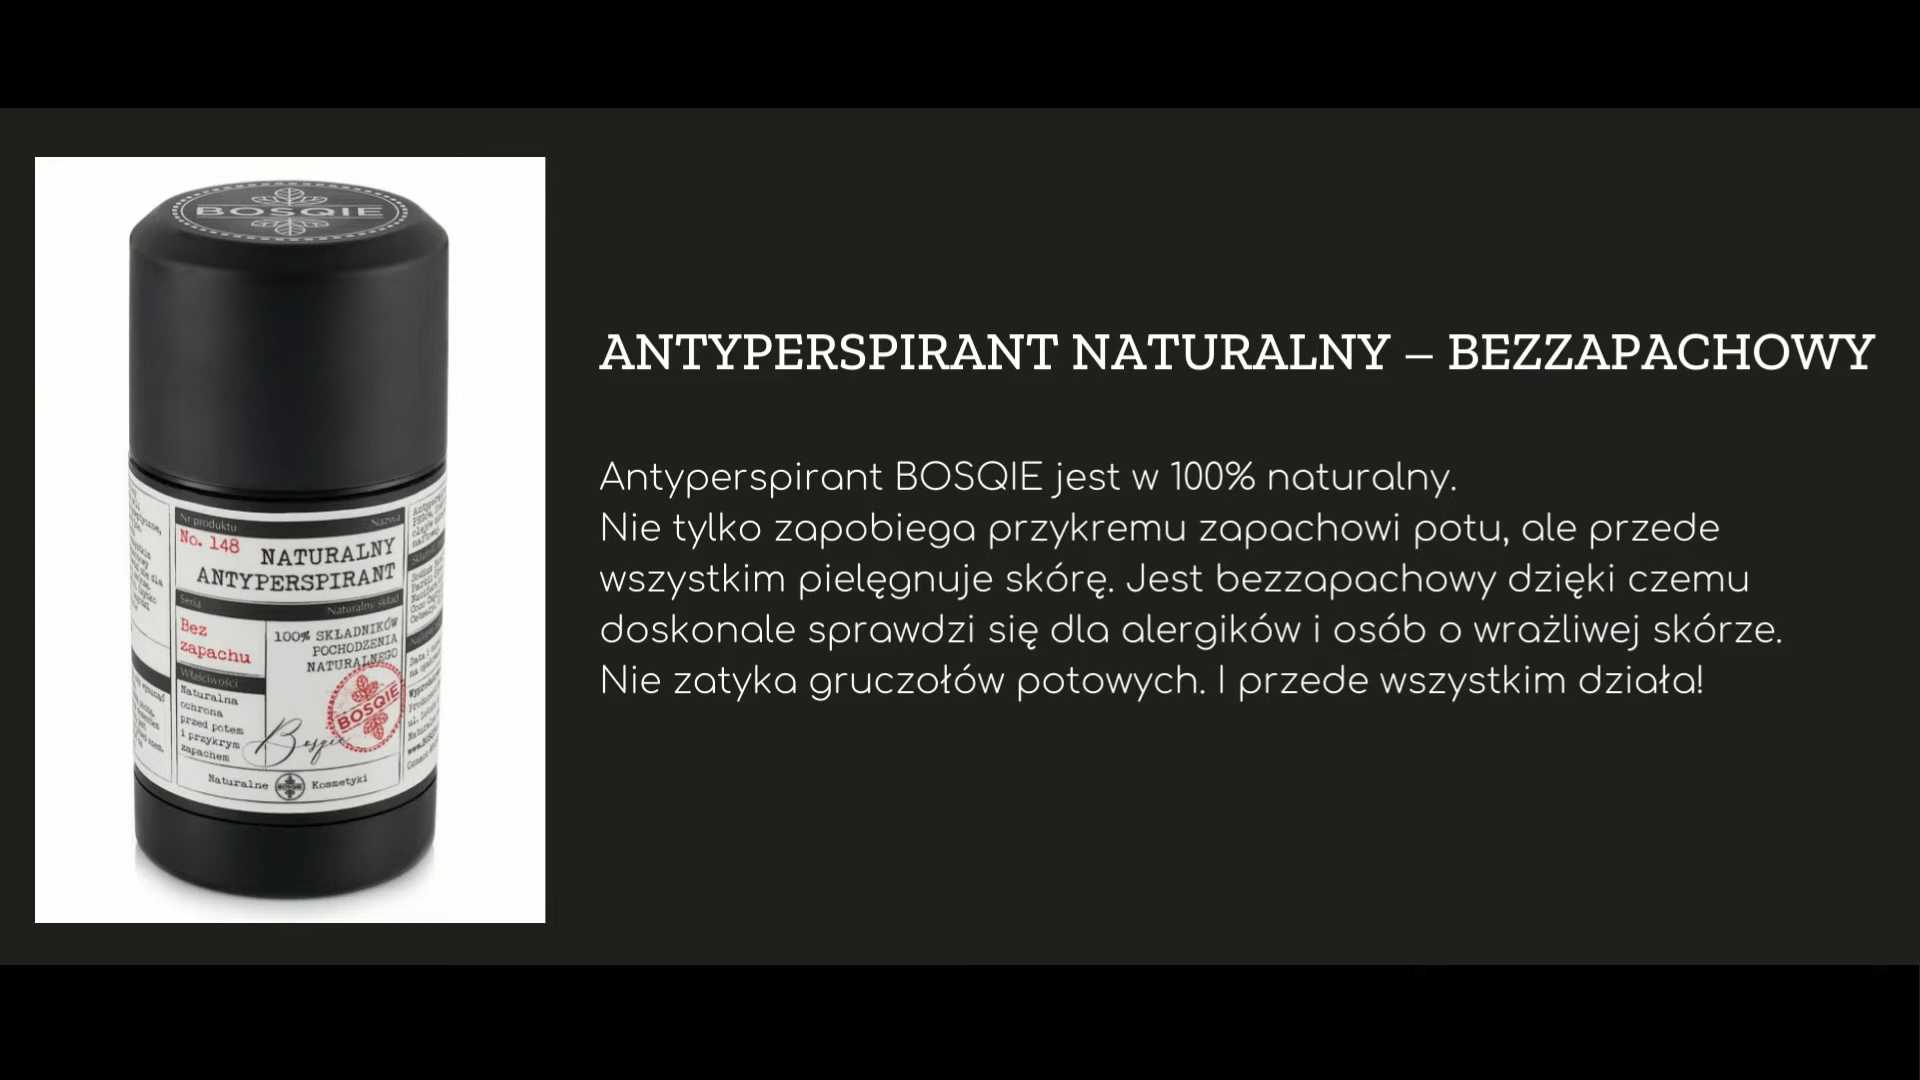 BOSQIE
Nr produktu
Nazwa
No. 148
NATURALNY
ANTYPERSPIRANT
Seria
Naturalny skład
Bez
zapachu
100% SKŁADNIKÓW
POCHODZENIA
NATURALNEGO
Właściwości
Naturalna
ochrona
przed potem
i przykrym
zapachem
BOSQIE
Bosqie
Naturalne
Kosmetyki
ANTYPERSPIRANT NATURALNY – BEZZAPACHOWY
Antyperspirant BOSQIE jest w 100% naturalny.
Nie tylko zapobiega przykremu zapachowi potu, ale przede
wszystkim pielęgnuje skórę. Jest bezzapachowy dzięki czemu
doskonale sprawdzi się dla alergików i osób o wrażliwej skórze.
Nie zatyka gruczołów potowych. I przede wszystkim działa!